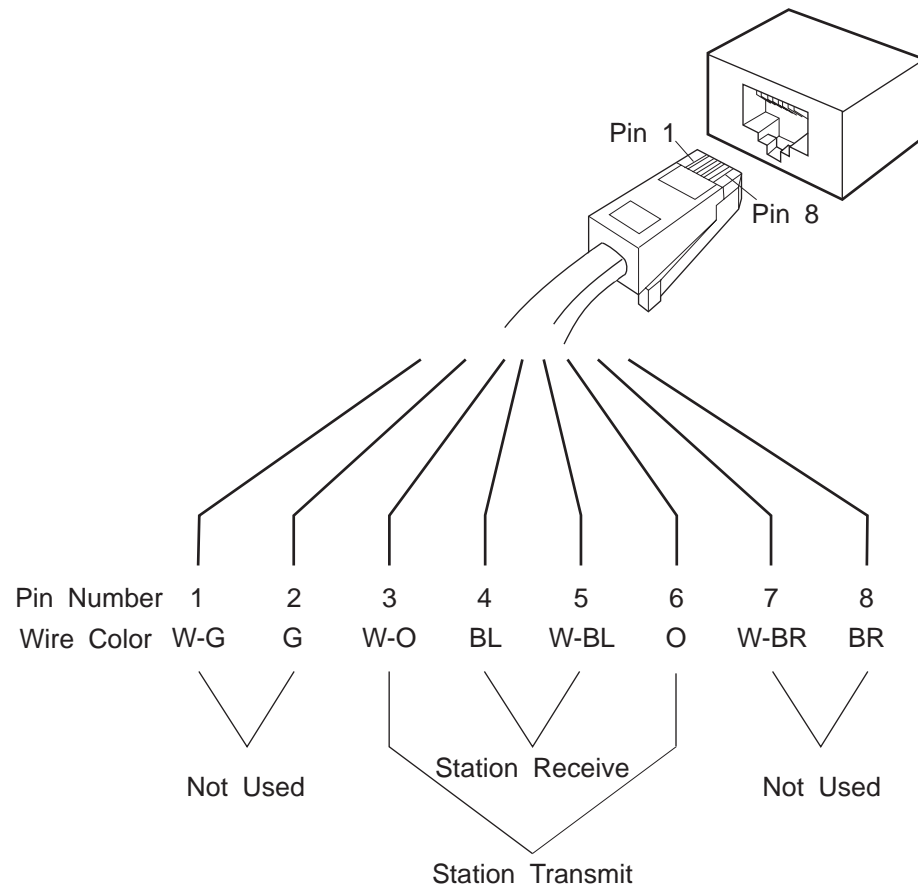 Pin 1
Pin 8
Pin Number 1 2 3 4 5 6 7 8
Wire Color W-G G W-O BL W-BL O W-BR BR
Station Receive
Not Used Not Used
Station Transmit